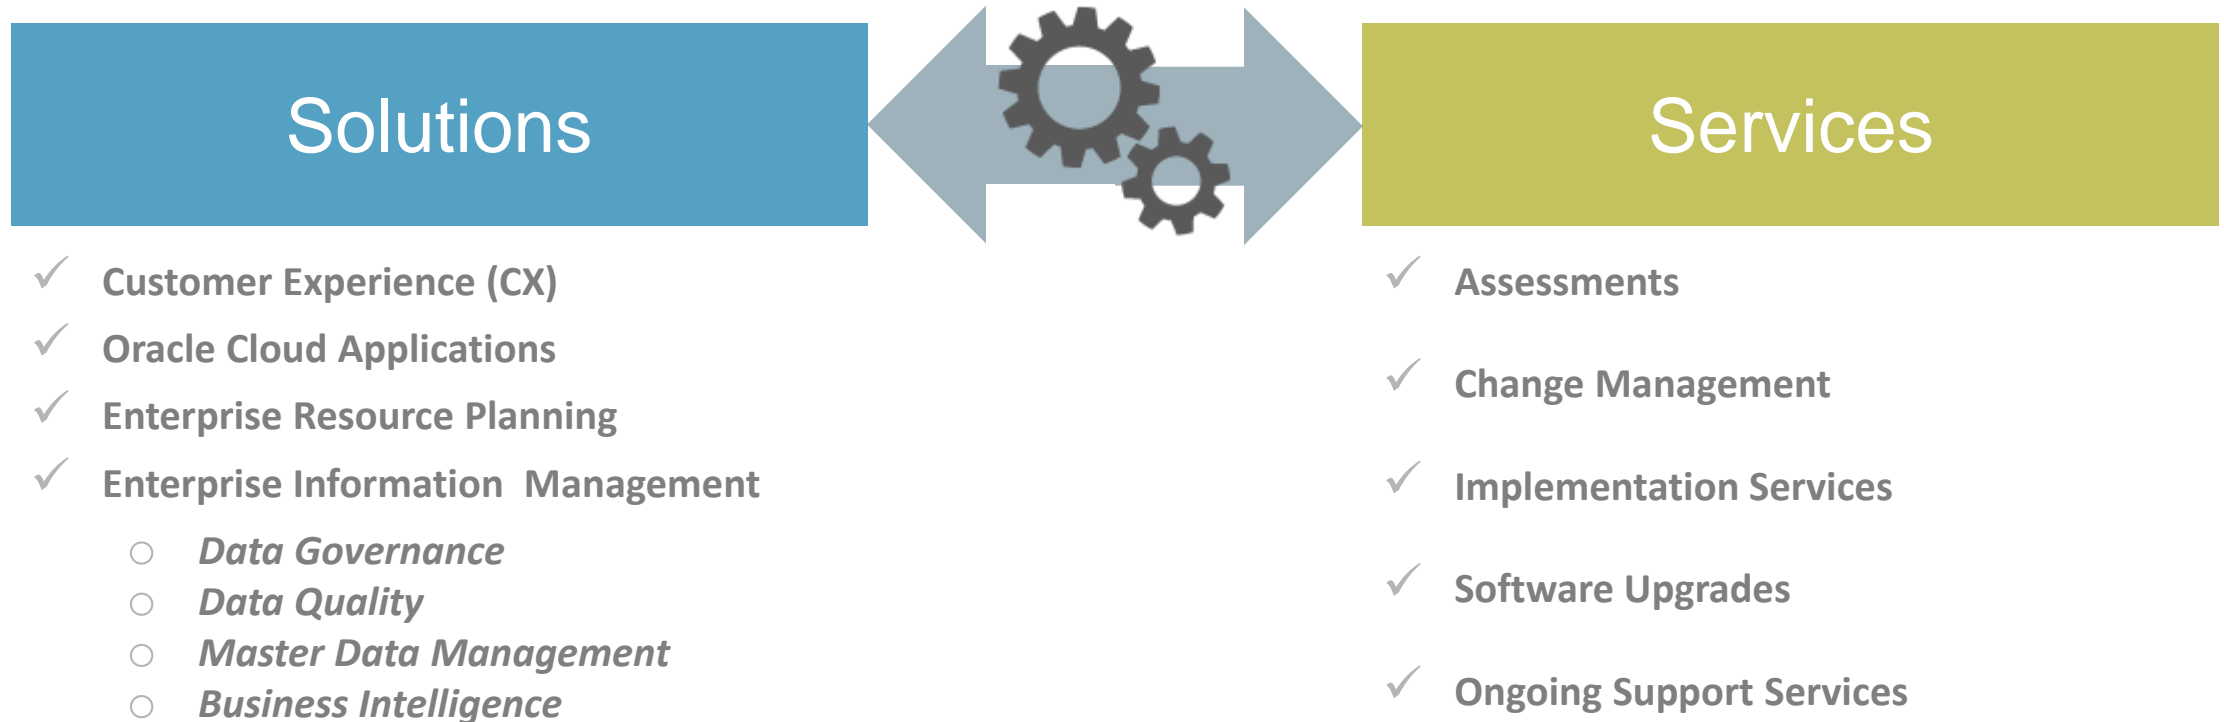 Solutions
Services
Customer Experience (CX)
Oracle Cloud Applications
Enterprise Resource Planning
Enterprise Information  Management
Data Governance
Data Quality
Master Data Management
Business Intelligence
Assessments
Change Management
Implementation Services
Software Upgrades
Ongoing Support Services